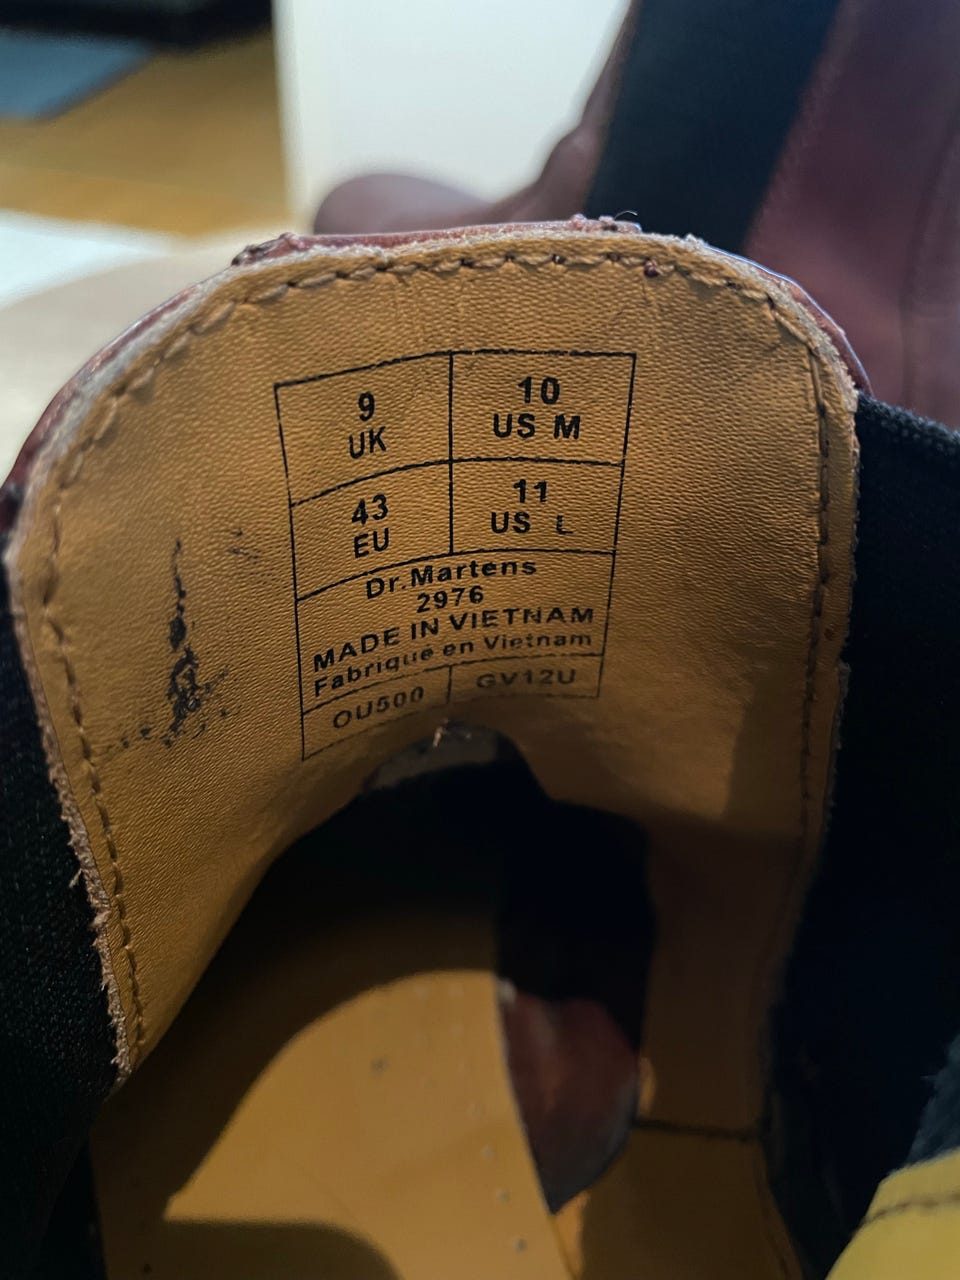 9
UK
10
US M
43
EU
11
US L
Dr.Martens
2976
MADE IN VIETNAM
Fabriqué en Vietnam
OU500
GV12U